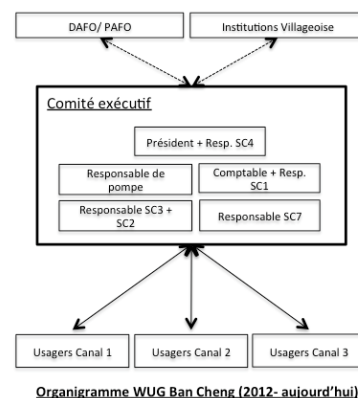 DAFO/ PAFO
Institutions Villageoise
Comité exécutif
Président + Resp. SC4
Responsable de
pompe
Comptable + Resp.
SC1
Responsable SC3 +
SC2
Responsable SC7
Usagers Canal 1
Usagers Canal 2
Usagers Canal 3
Organigramme WUG Ban Cheng (2012- aujourd'hui)